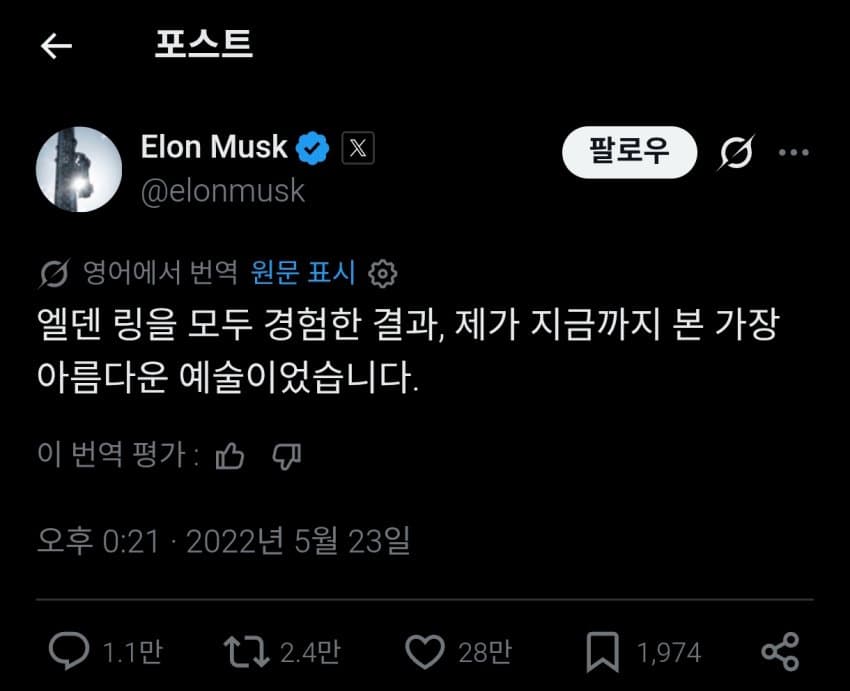 포스트
Elon Musk
팔로우
@elonmusk
영어에서 번역 원문 표시
엘덴 링을 모두 경험한 결과, 제가 지금까지 본 가장
아름다운 예술이었습니다.
이 번역 평가 :
오후 0:21 · 2022년 5월 23일
1.1만 2.4만 28만 1,974